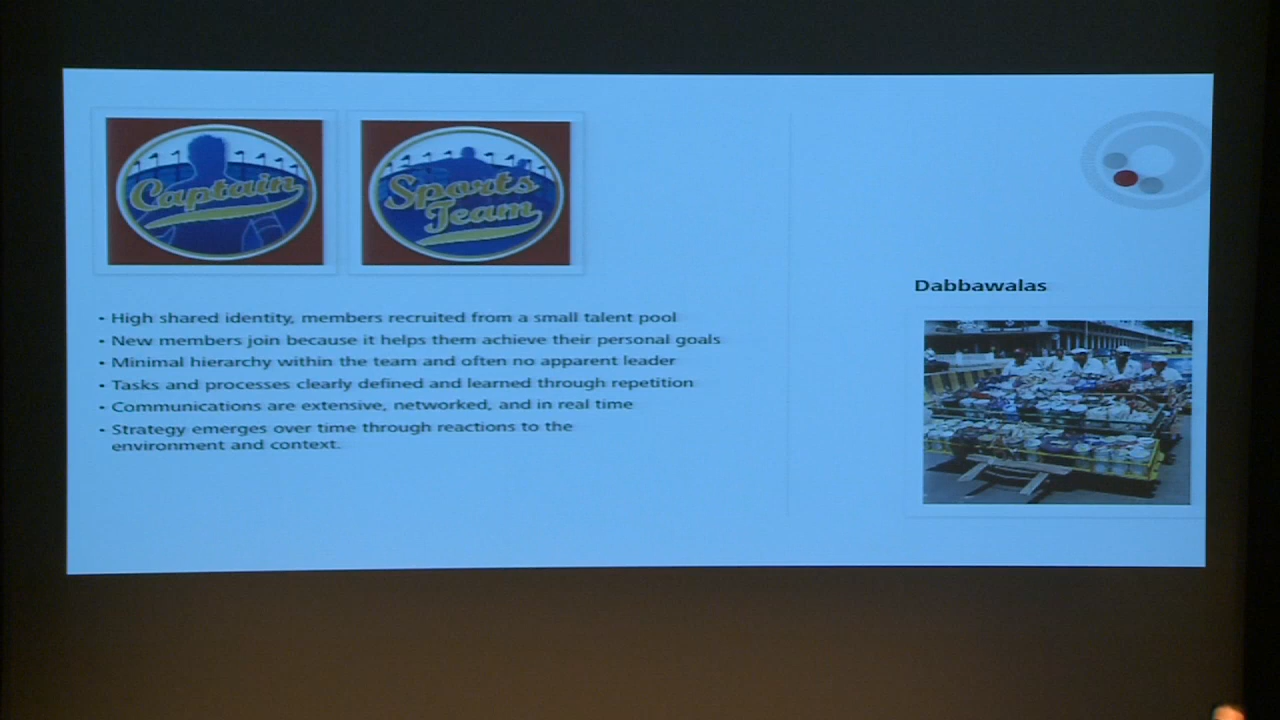 Captain
Sports
Team
Dabbawalas
• High shared identity, members recruited from a small talent pool
• New members join because it helps them achieve their personal goals
• Minimal hierarchy within the team and often no apparent leader
• Tasks and processes clearly defined and learned through repetition
• Communications are extensive, networked, and in real time
• Strategy emerges over time through reactions to the
environment and context.